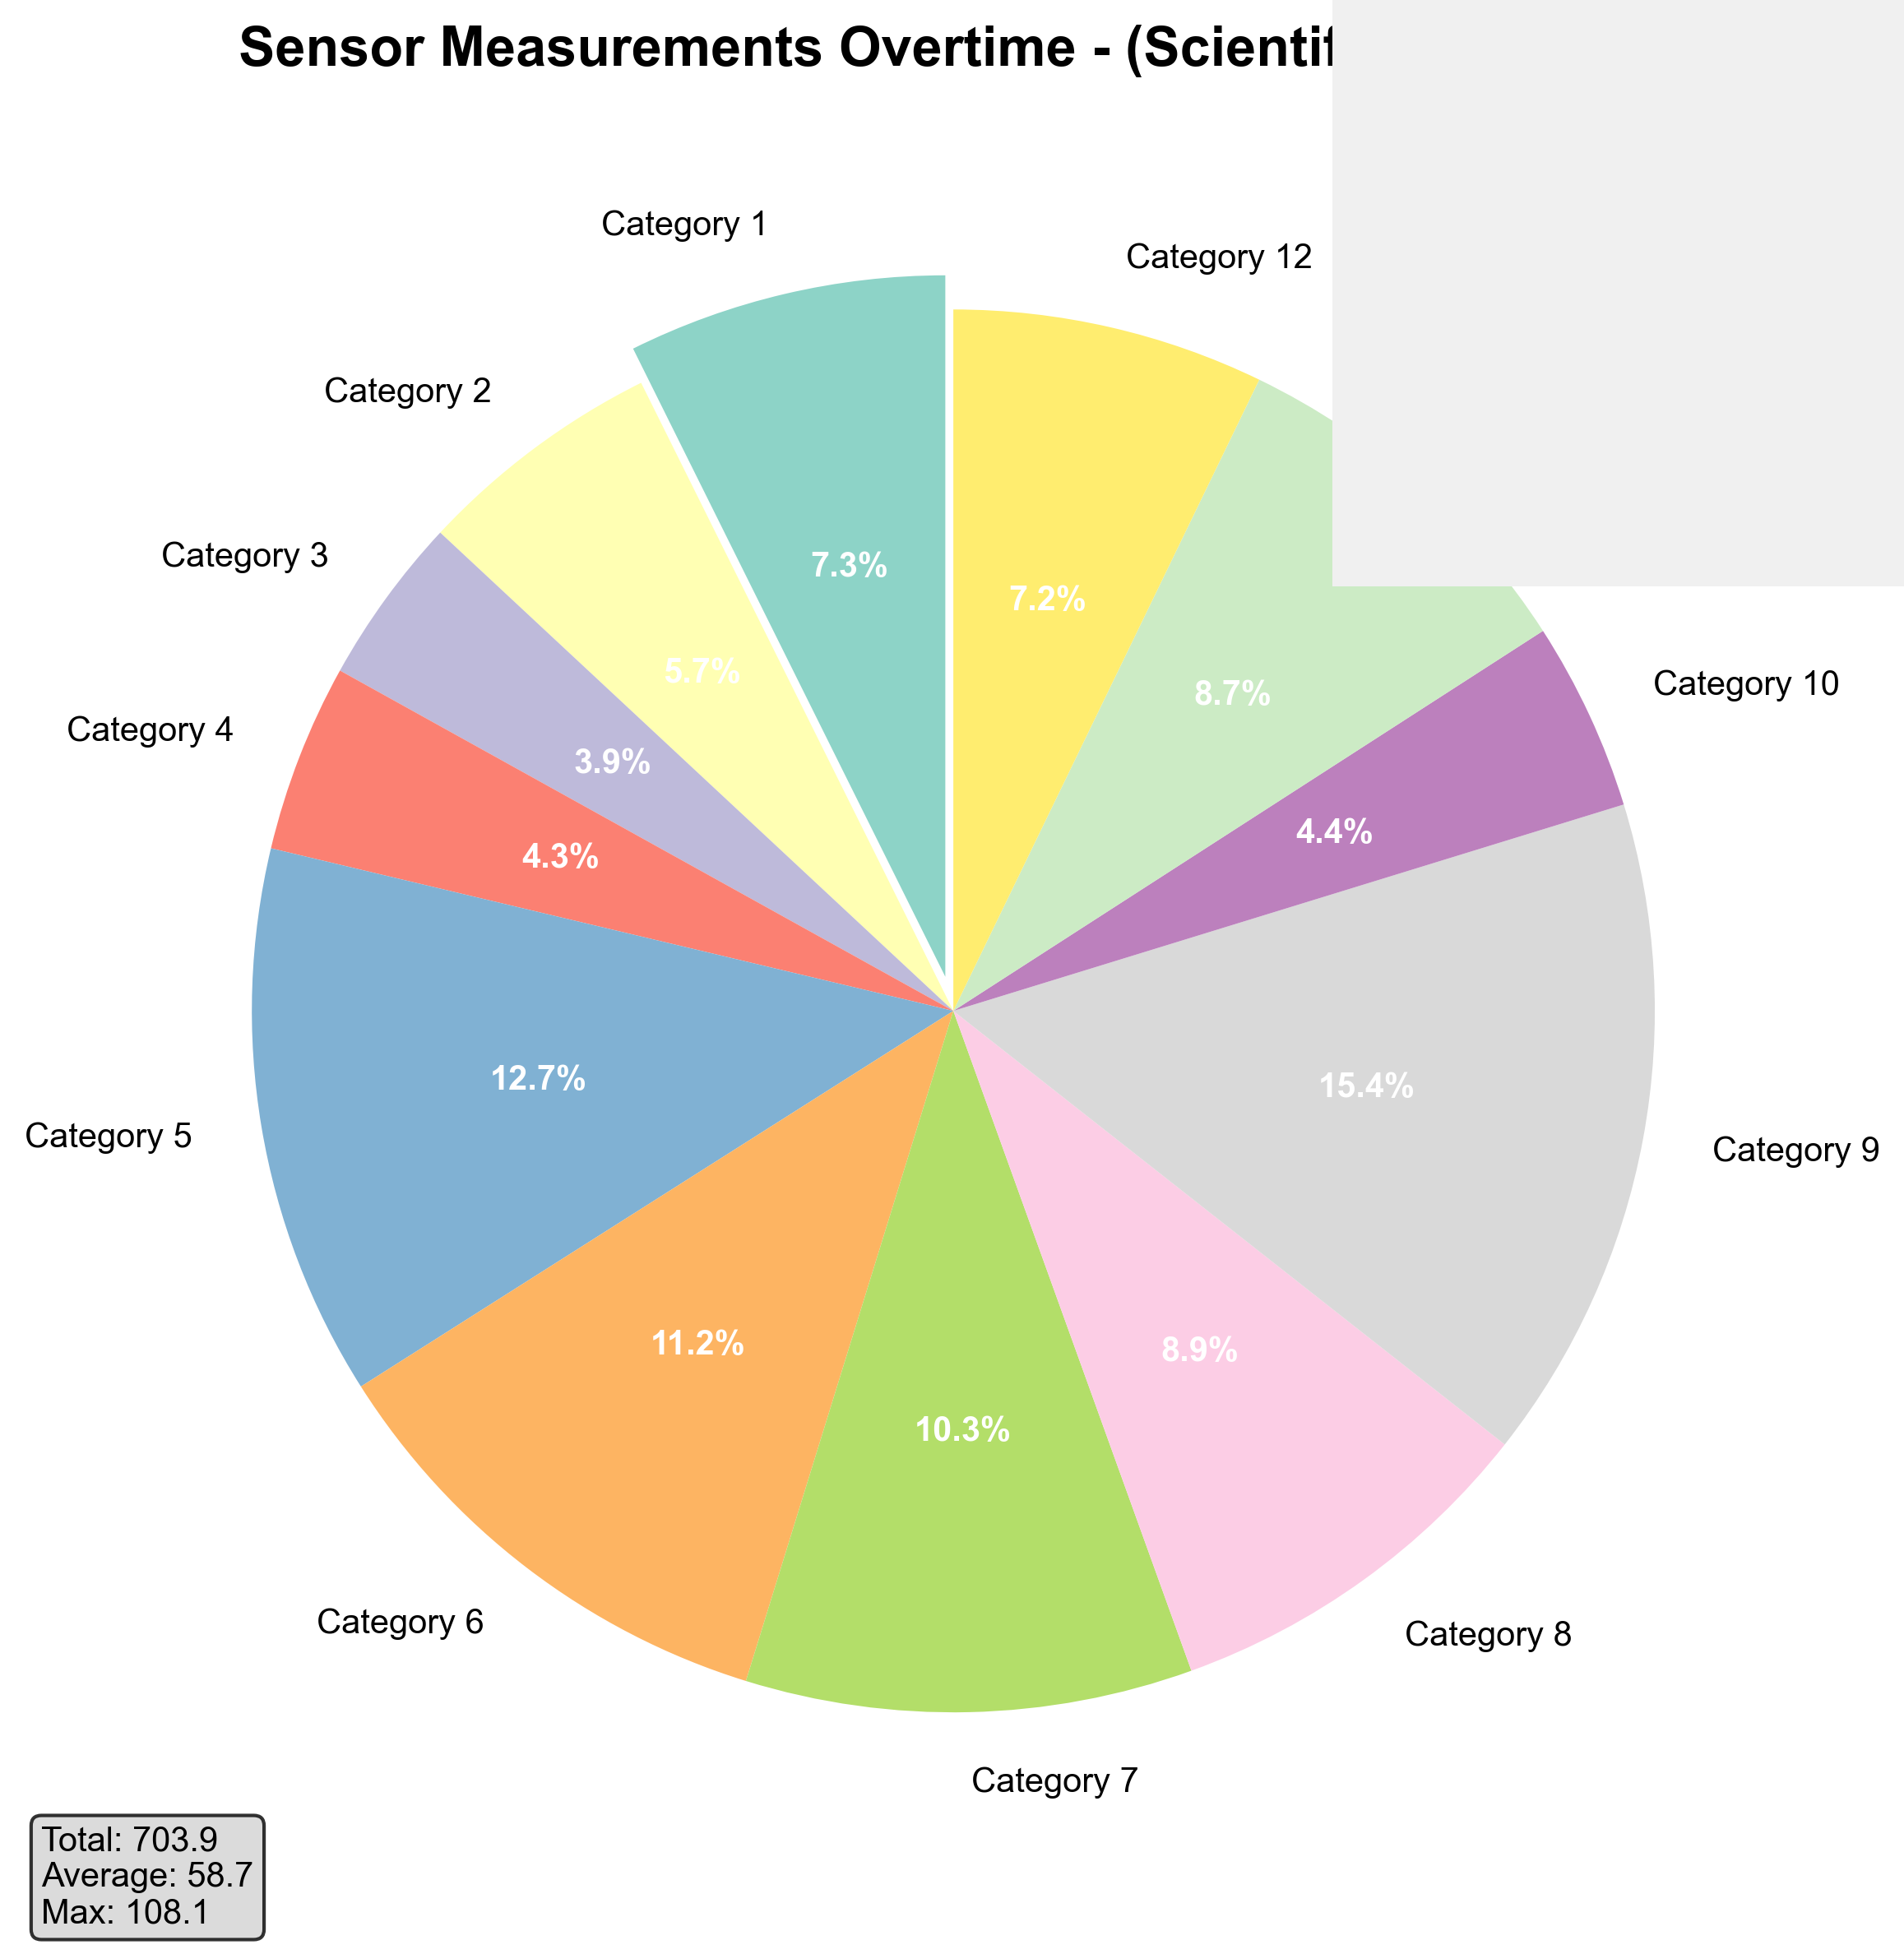 Sensor Measurements Overtime - (Scientif
Category 1
Category 12
Category 2
Category 3
7.3%
7.2%
5.7%
8.7%
Category 10
Category 4
3.9%
4.4%
4.3%
12.7%
15.4%
Category 5
Category 9
11.2%
8.9%
10.3%
Category 6
Category 8
Category 7
Total: 703.9
Average: 58.7
Max: 108.1